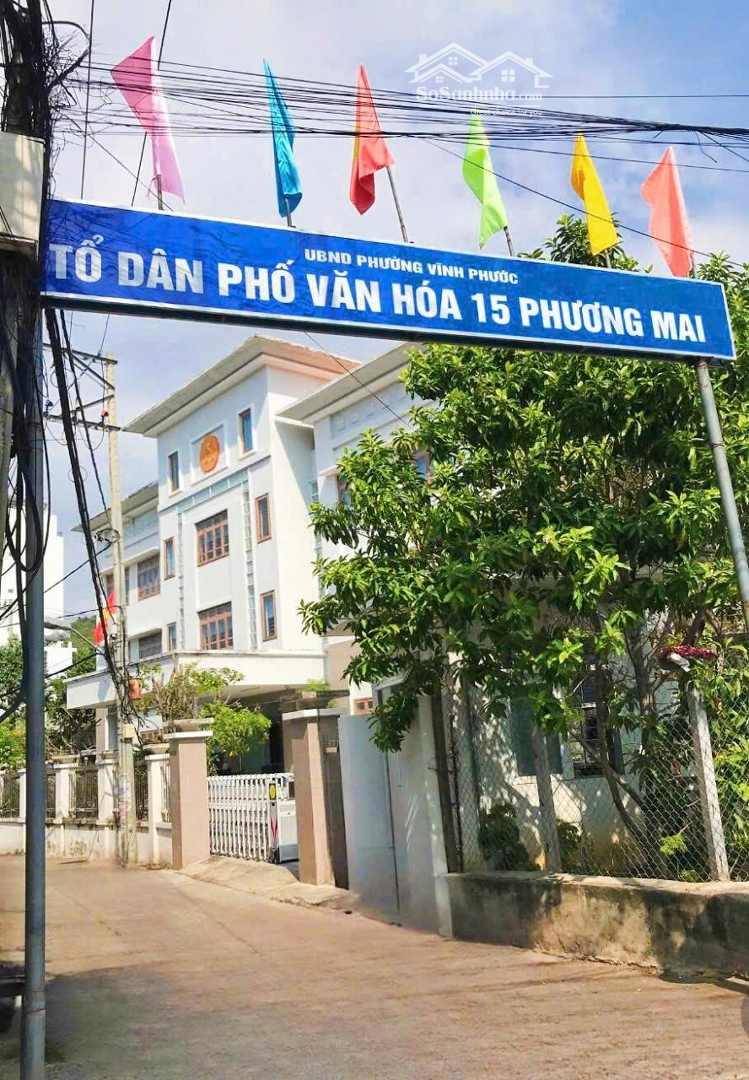 SoSanhnha.com
UBND PHƯỜNG VĨNH PHƯỚC
TỔ DÂN PHỐ VĂN HÓA 15 PHƯƠNG MAI